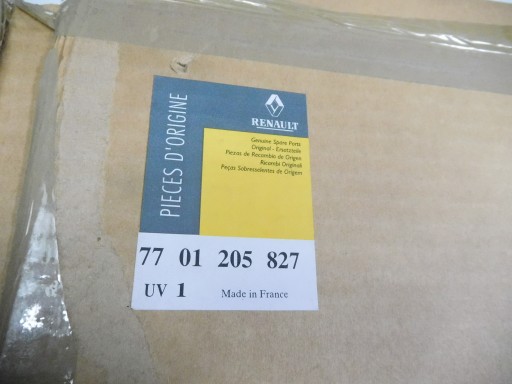 PIECES D'ORIGINE
RENAULT
Genuine Spare Parts
Original - Ersatzteile
Piezas de Recambio de Origen
Ricambi Originali
Peças Sobresselentes de Origem
77 01 205 827
UV 1 Made in France